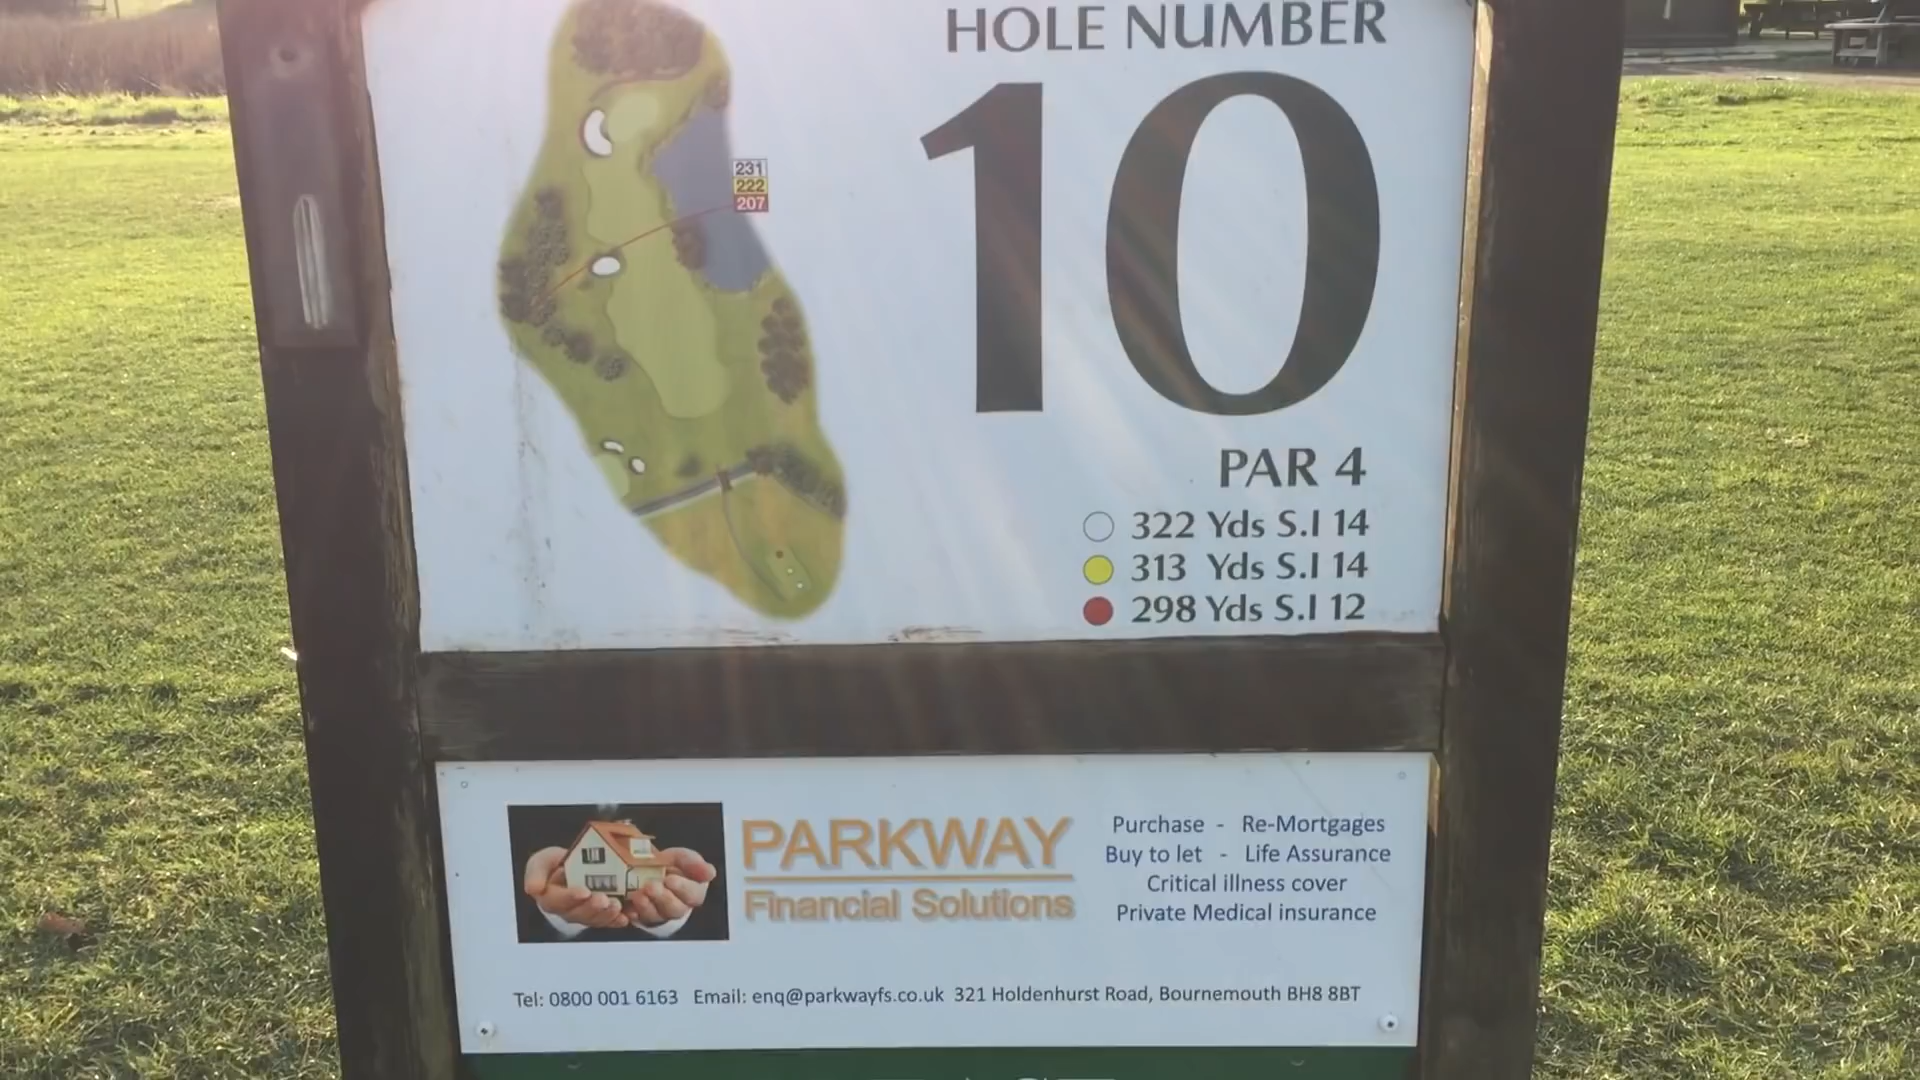 HOLE NUMBER
10
231
222
207
PAR 4
322 Yds S.I 14
313 Yds S.I 14
298 Yds S.I 12
PARKWAY
Financial Solutions
Purchase - Re-Mortgages
Buy to let - Life Assurance
Critical illness cover
Private Medical insurance
Tel: 0800 001 6163 Email: enq@parkwayfs.co.uk 321 Holdenhurst Road, Bournemouth BH8 8BT